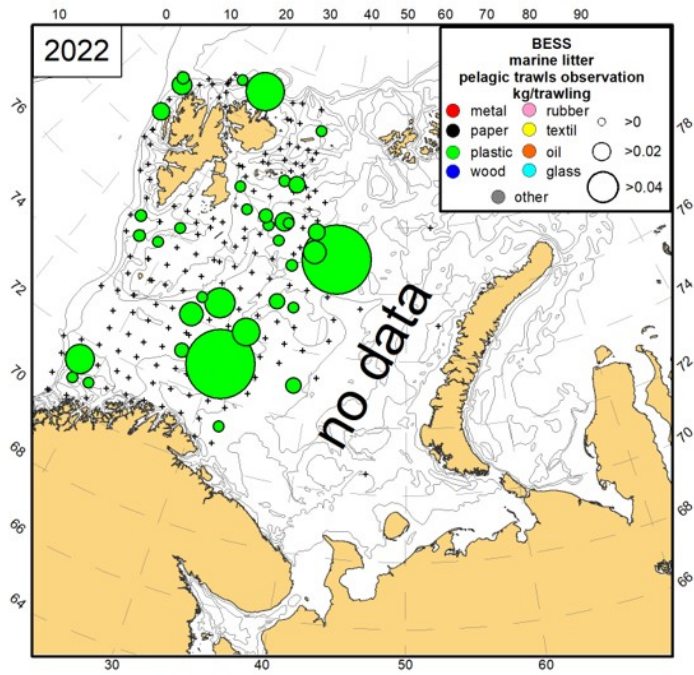 10 0 10 20 30 40 50 60 70 80 90
2022
BESS
marine litter
pelagic trawls observation
kg/trawling
metal rubber >0
paper textil
plastic oil >0.02
wood glass
other >0.04
76
74
72
70
68
66
64
78
76
74
72
70
68
66
no data
30 40 50 60